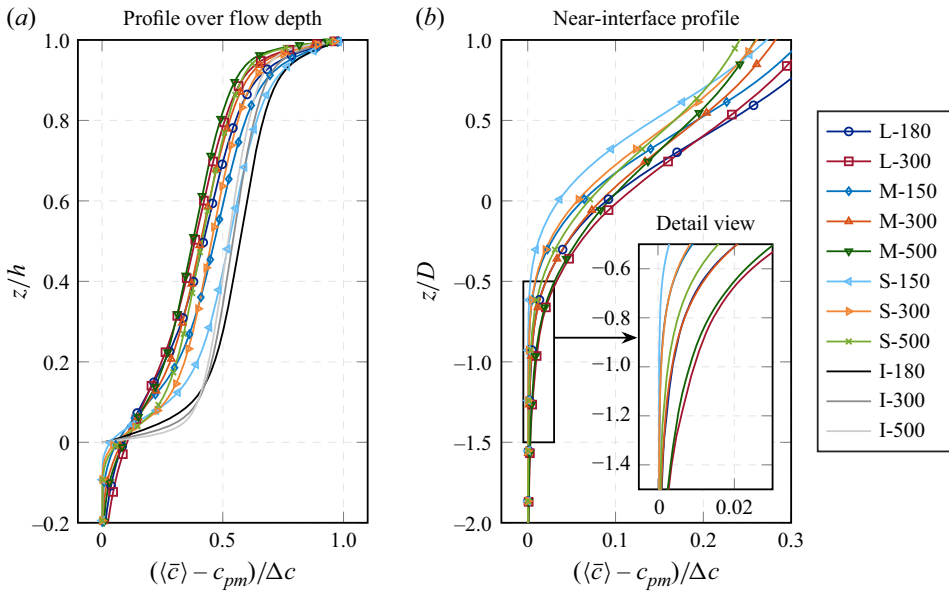 (a) Profile over flow depth
1.0
0.8
0.6
0.4
0.2
0
−0.2
z/h
0 0.5 1.0
(⟨c̄⟩ − c_pm)/Δc
(b) Near-interface profile
1.0
0.5
0
−0.5
−1.0
−1.5
−2.0
z/D
0 0.1 0.2 0.3
(⟨c̄⟩ − c_pm)/Δc
Detail view
−0.6
−0.8
−1.0
−1.2
−1.4
0 0.02
L-180
L-300
M-150
M-300
M-500
S-150
S-300
S-500
I-180
I-300
I-500